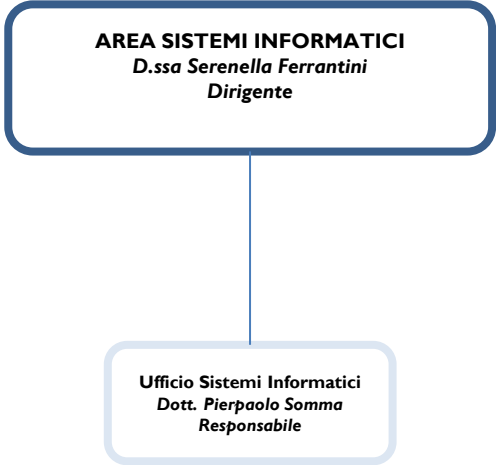 AREA SISTEMI INFORMATICI
D.ssa Serenella Ferrantini
Dirigente
Ufficio Sistemi Informatici
Dott. Pierpaolo Somma
Responsabile